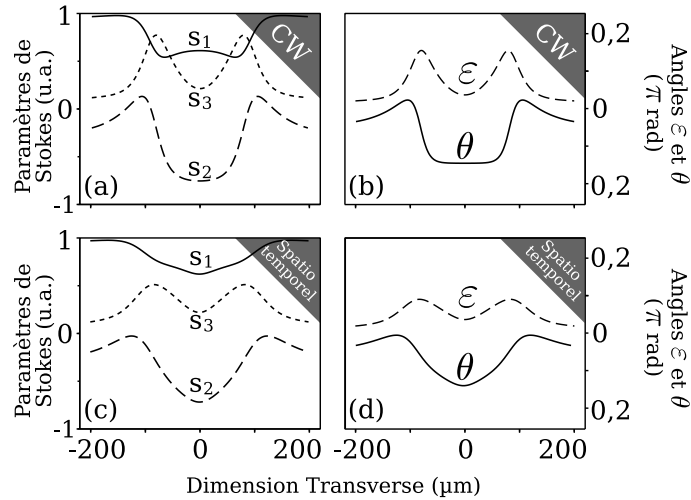 Paramètres de Stokes (u.a.)
1
0
-1
s1
s3
s2
(a)
CW
ε
θ
(b)
CW
0,2
0
0,2
Angles ε et θ (π rad)
Paramètres de Stokes (u.a.)
1
0
-1
s1
s3
s2
(c)
Spatio temporel
ε
θ
(d)
Spatio temporel
0,2
0
0,2
Angles ε et θ (π rad)
-200 0 200
-200 0 200
Dimension Transverse (µm)